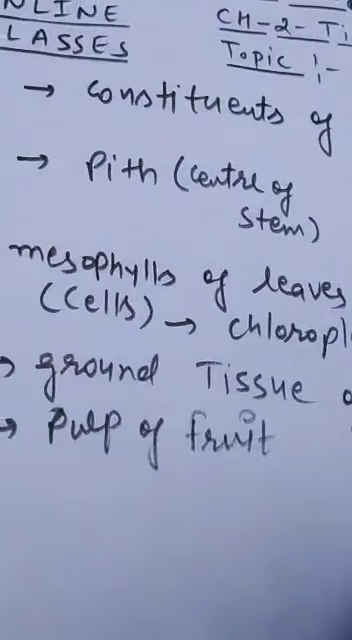 NLINE
LASSES
CH-2-Ti
Topic :-
→ constituents of
→ Pith (centre of
stem)
mesophylls of leaves
(cells) → chloropl
→ ground Tissue o
→ Pulp of fruit